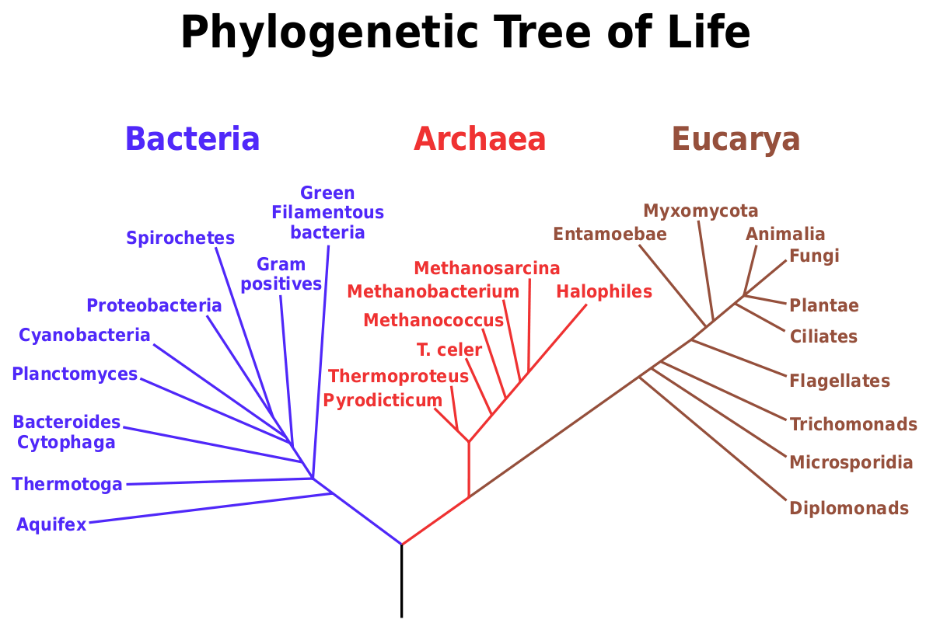 Phylogenetic Tree of Life
Bacteria
Archaea
Eucarya
Green
Filamentous
bacteria
Spirochetes
Gram
positives
Proteobacteria
Cyanobacteria
Planctomyces
Bacteroides
Cytophaga
Thermotoga
Aquifex
Methanosarcina
Methanobacterium
Halophiles
Methanococcus
T. celer
Thermoproteus
Pyrodicticum
Myxomycota
Entamoebae
Animalia
Fungi
Plantae
Ciliates
Flagellates
Trichomonads
Microsporidia
Diplomonads